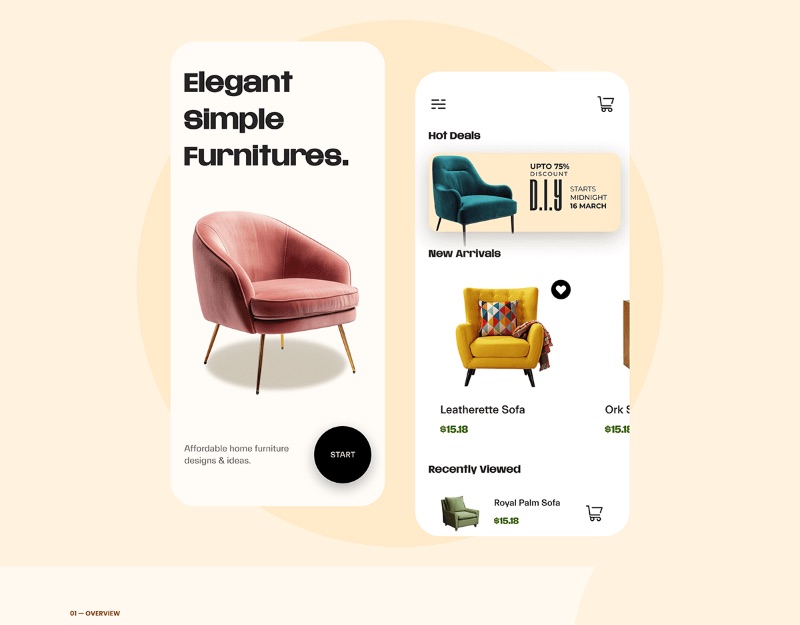 Elegant
Simple
Furnitures.
Affordable home furniture
designs & ideas.
START
Hot Deals
UPTO 75%
DISCOUNT
D.I.Y
STARTS
MIDNIGHT
16 MARCH
New Arrivals
Leatherette Sofa
$15.18
Ork S
$15.18
Recently Viewed
Royal Palm Sofa
$15.18
01 — OVERVIEW